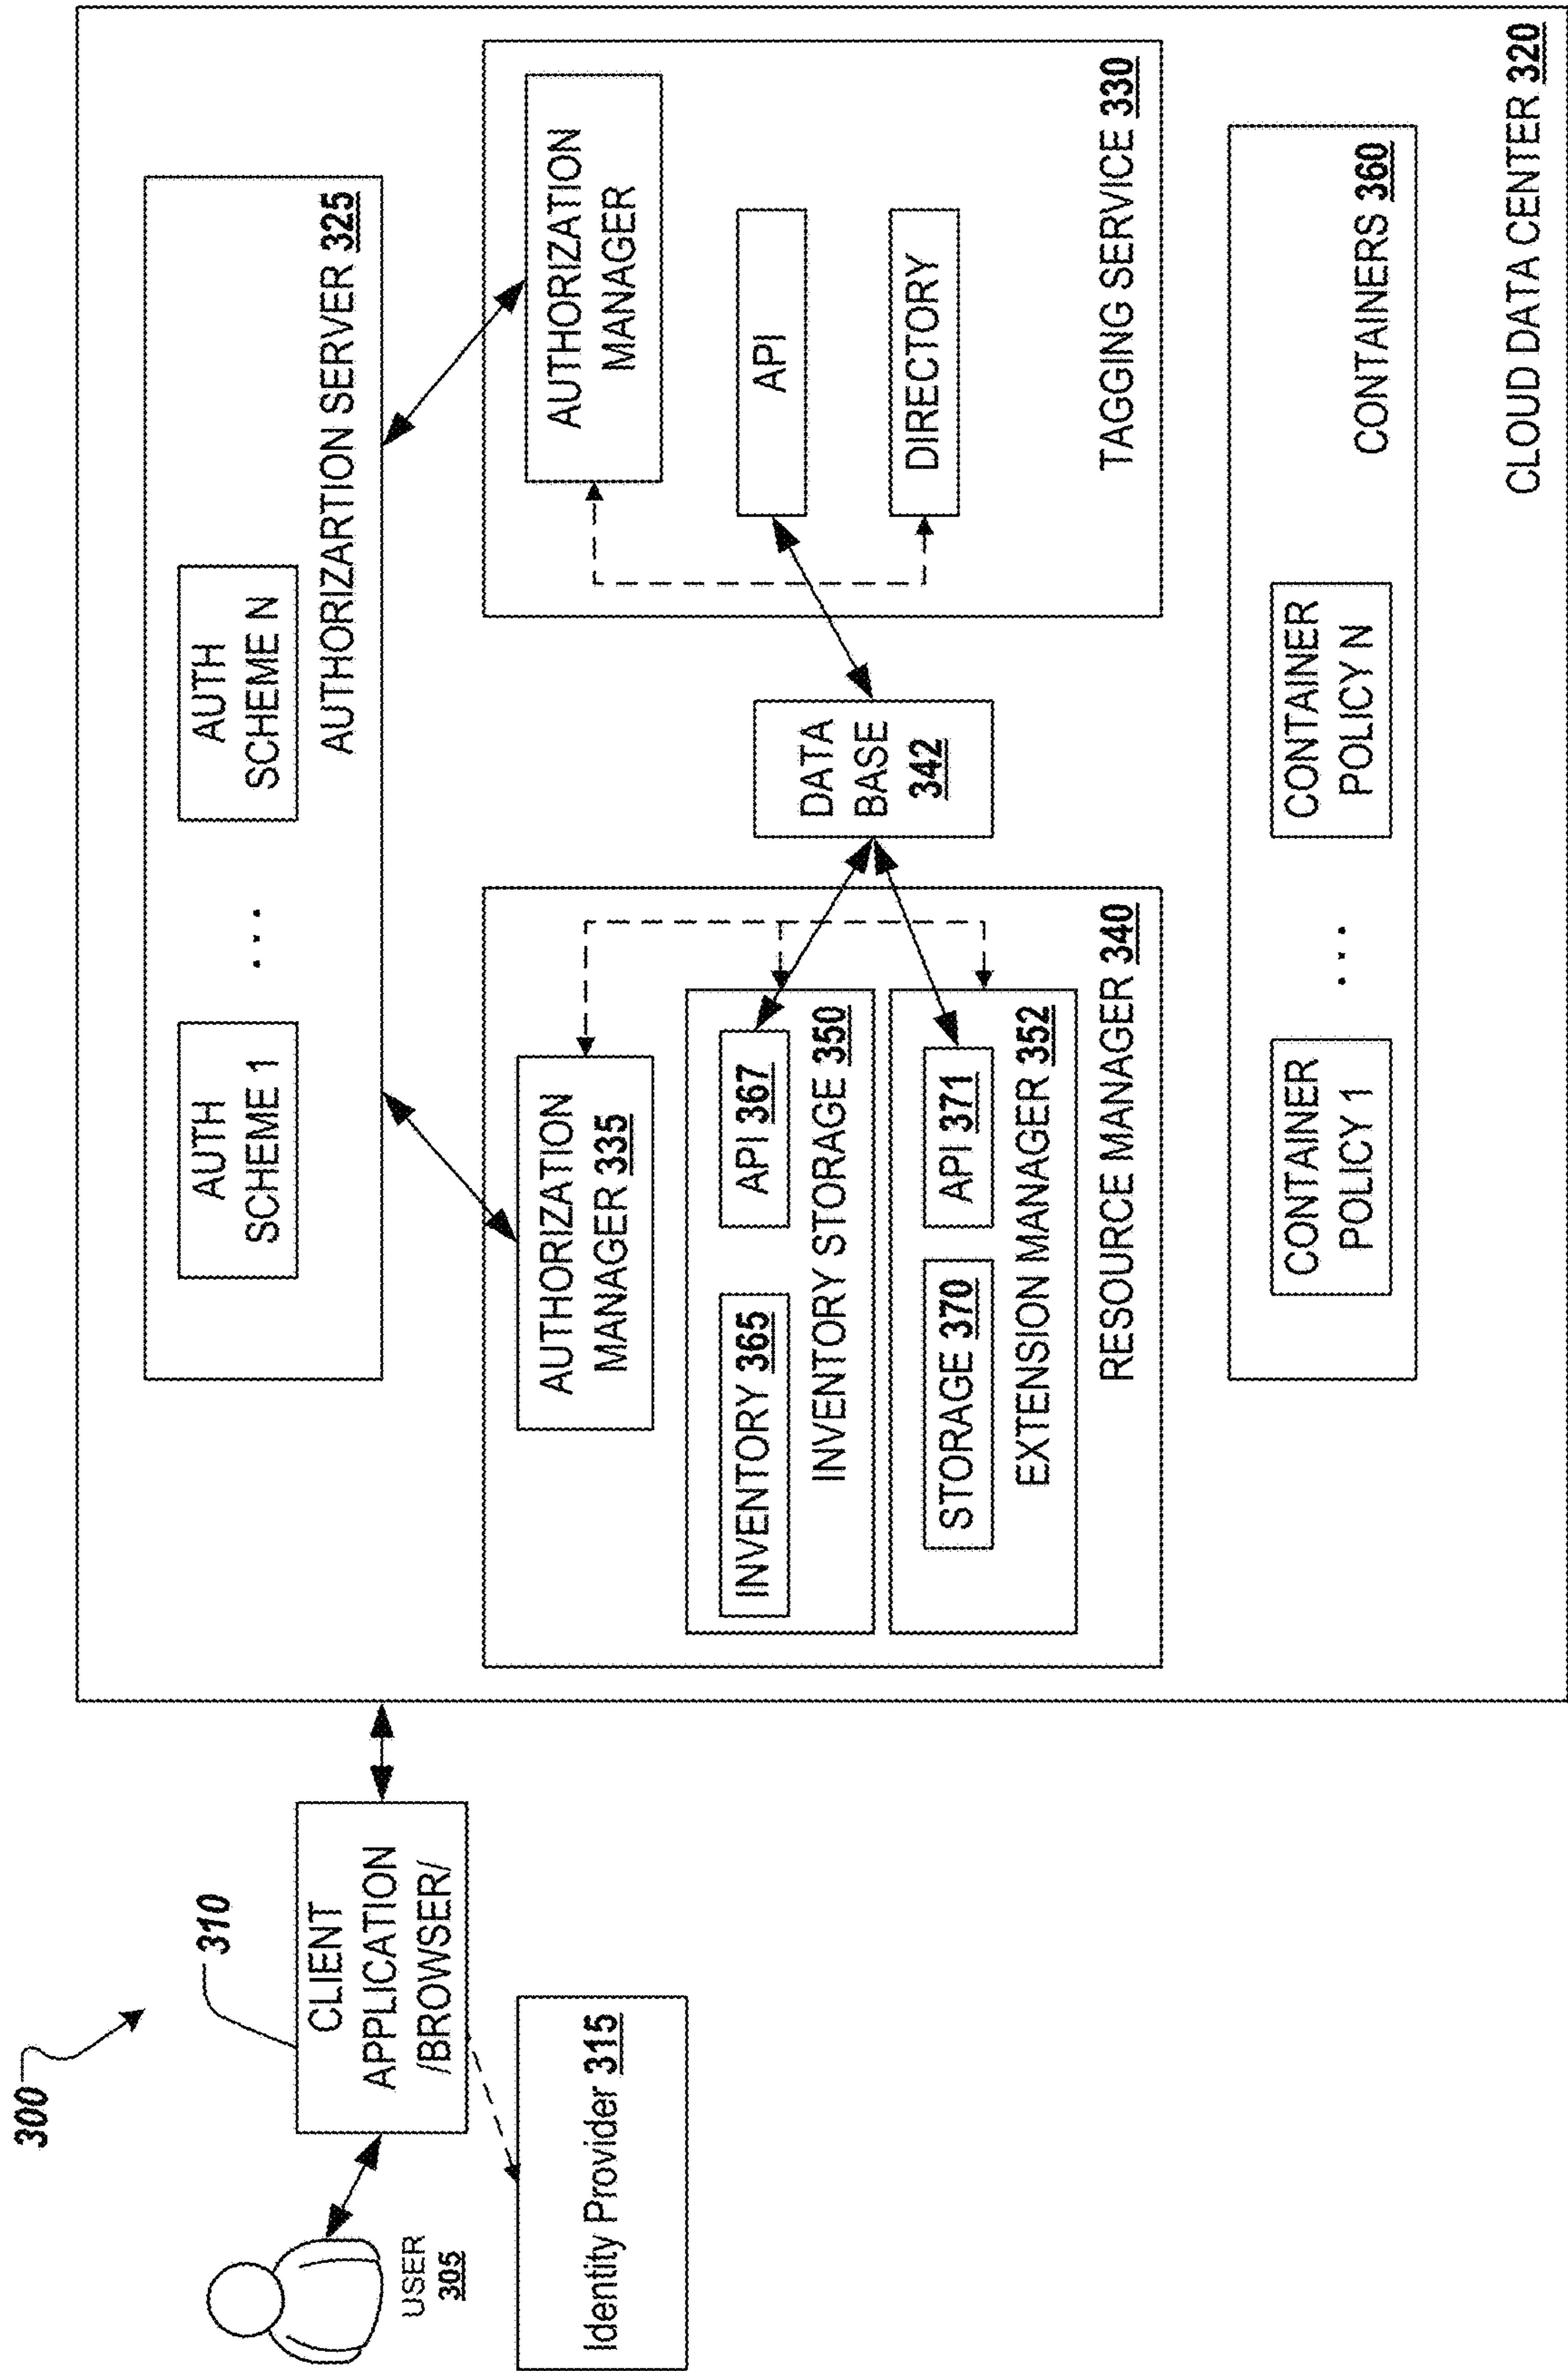 300
310
USER
305
CLIENT
APPLICATION
/BROWSER/
Identity Provider 315
AUTH
SCHEME 1
...
AUTH
SCHEME N
AUTHORIZARTION SERVER 325
AUTHORIZATION
MANAGER 335
INVENTORY 365
API 367
INVENTORY STORAGE 350
STORAGE 370
API 371
EXTENSION MANAGER 352
RESOURCE MANAGER 340
DATA
BASE
342
AUTHORIZATION
MANAGER
API
DIRECTORY
TAGGING SERVICE 330
CONTAINER
POLICY 1
...
CONTAINER
POLICY N
CONTAINERS 360
CLOUD DATA CENTER 320